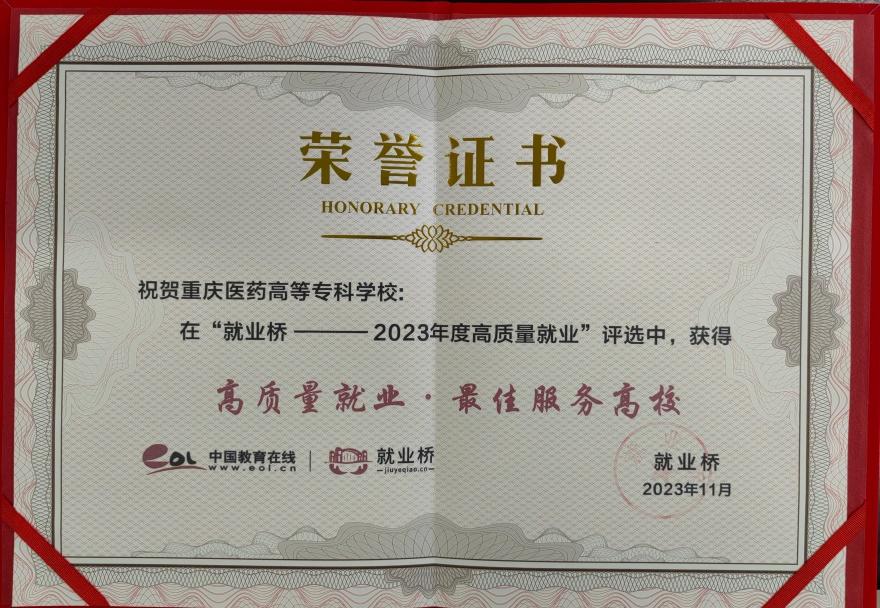 荣誉证书
HONORARY CREDENTIAL
祝贺重庆医药高等专科学校:
在“就业桥———2023年度高质量就业”评选中，获得
高质量就业·最佳服务高校
eOL 中国教育在线 www.eol.cn | 就业桥 jiuyeqiao.cn
就业桥
2023年11月